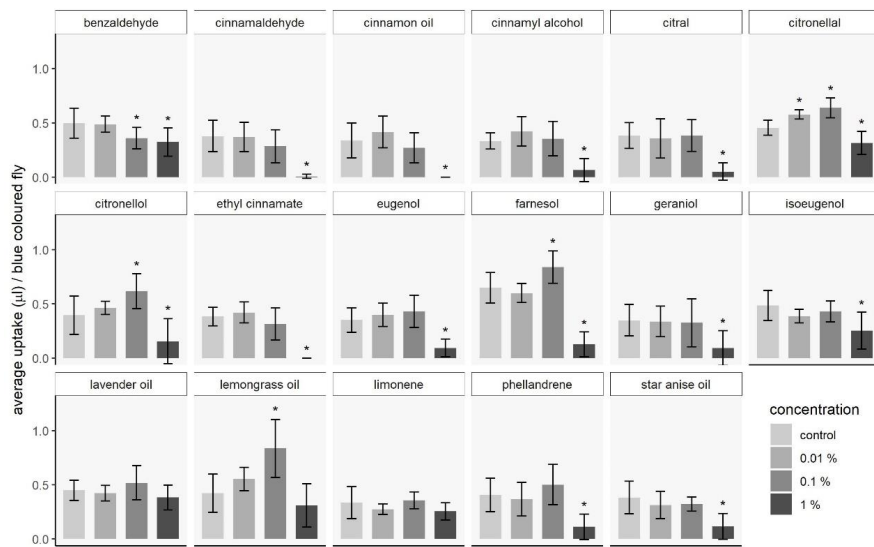 benzaldehyde cinnamaldehyde cinnamon oil cinnamyl alcohol citral citronellal
1.0
0.5
0.0
* * * * * * * * *
citronellol ethyl cinnamate eugenol farnesol geraniol isoeugenol
1.0
0.5
0.0
* * * * * * * *
lavender oil lemongrass oil limonene phellandrene star anise oil
1.0
0.5
0.0
* * *
average uptake (µl) / blue coloured fly
concentration
control
0.01 %
0.1 %
1 %